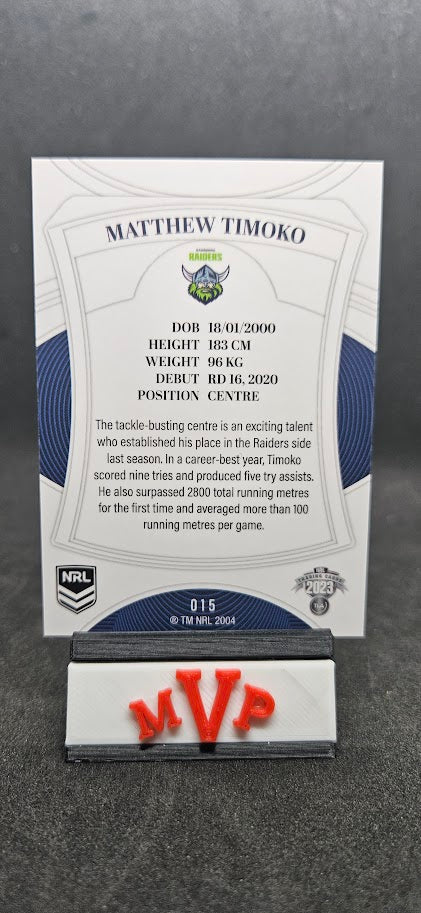 MATTHEW TIMOKO
RAIDERS
DOB 18/01/2000
HEIGHT 183 CM
WEIGHT 96 KG
DEBUT RD 16, 2020
POSITION CENTRE
The tackle-busting centre is an exciting talent
who established his place in the Raiders side
last season. In a career-best year, Timoko
scored nine tries and produced five try assists.
He also surpassed 2800 total running metres
for the first time and averaged more than 100
running metres per game.
NRL
TRADING CARDS
2023
015
® TM NRL 2004
MVP